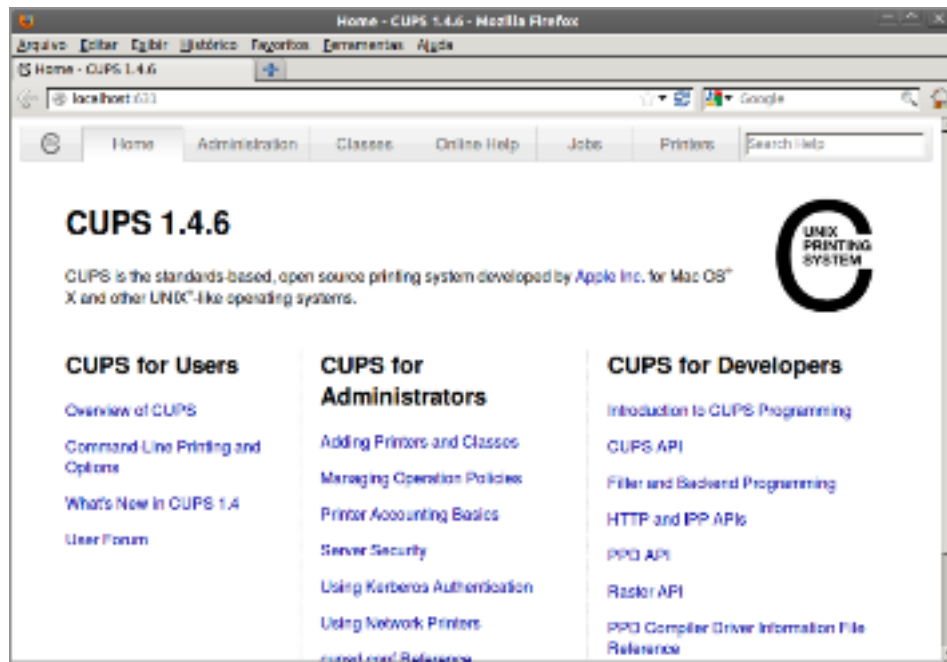 Home - CUPS 1.4.6 - Mozilla Firefox
Arquivo Editar Exibir Histórico Favoritos Ferramentas Ajuda
Home - CUPS 1.4.6
localhost:631
Google
Home Administration Classes Online Help Jobs Printers Search Help
CUPS 1.4.6
UNIX
PRINTING
SYSTEM
CUPS is the standards-based, open source printing system developed by Apple Inc. for Mac OS®
X and other UNIX®-like operating systems.
CUPS for Users
Overview of CUPS
Command-Line Printing and
Options
What's New in CUPS 1.4
User Forum
CUPS for
Administrators
Adding Printers and Classes
Managing Operation Policies
Printer Accounting Basics
Server Security
Using Kerberos Authentication
Using Network Printers
cupsd.conf Reference
CUPS for Developers
Introduction to CUPS Programming
CUPS API
Filter and Backend Programming
HTTP and IPP APIs
PPD API
Raster API
PPD Compiler Driver Information File
Reference